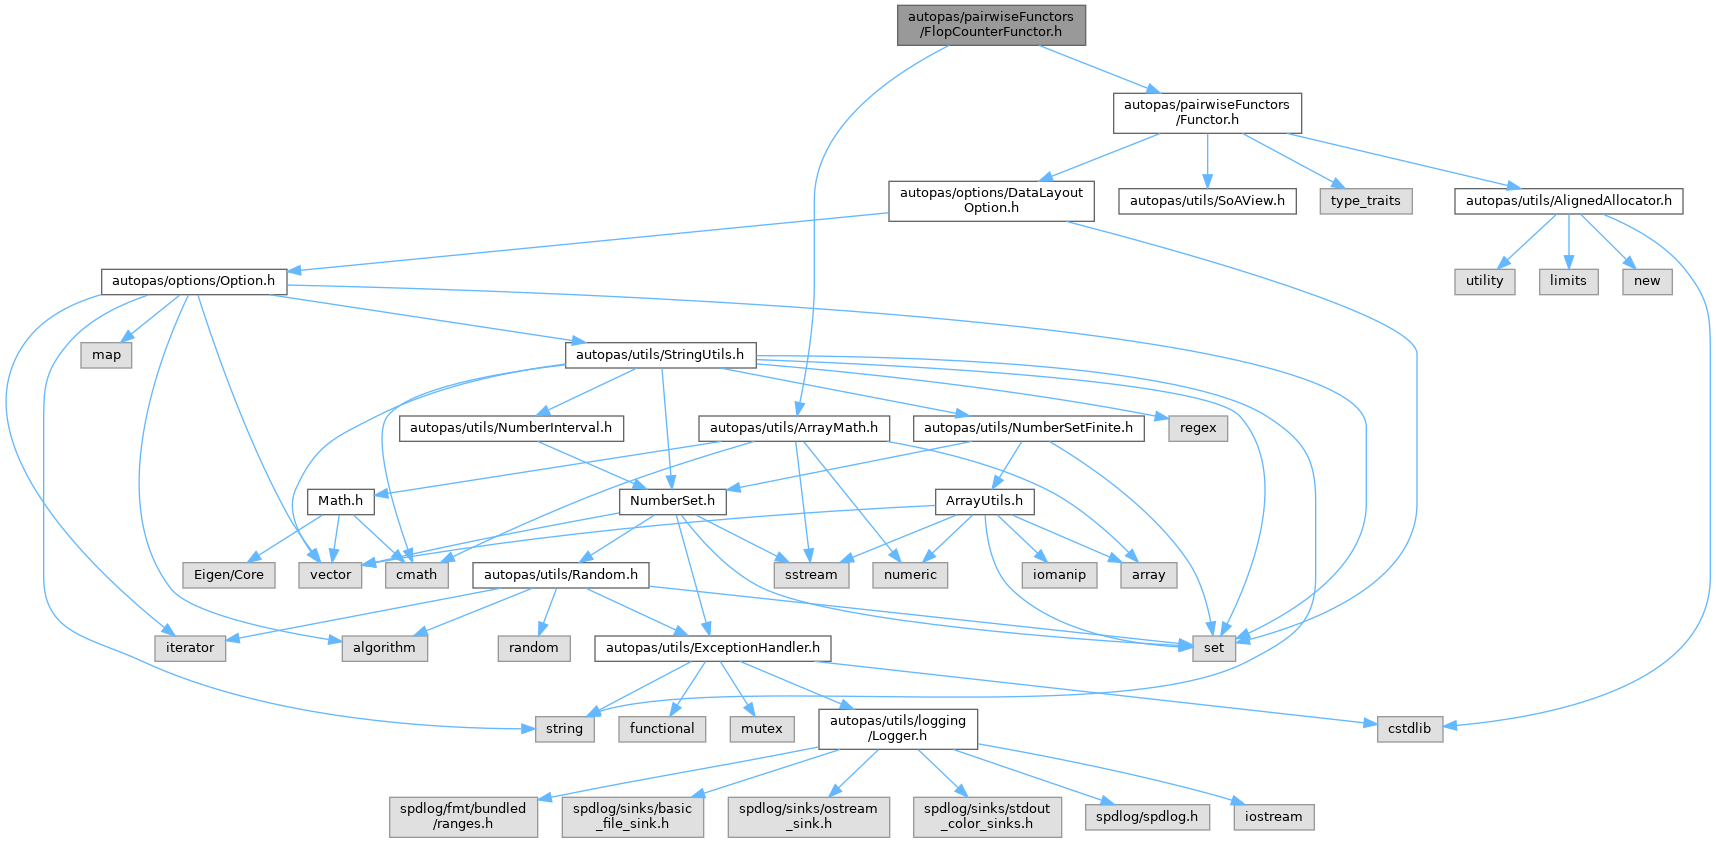 autopas/pairwiseFunctors
/FlopCounterFunctor.h
autopas/pairwiseFunctors
/Functor.h
autopas/options/DataLayout
Option.h
autopas/utils/SoAView.h
type_traits
autopas/utils/AlignedAllocator.h
autopas/options/Option.h
utility
limits
new
map
autopas/utils/StringUtils.h
autopas/utils/NumberInterval.h
autopas/utils/ArrayMath.h
autopas/utils/NumberSetFinite.h
regex
Math.h
NumberSet.h
ArrayUtils.h
Eigen/Core
vector
cmath
autopas/utils/Random.h
sstream
numeric
iomanip
array
iterator
algorithm
random
autopas/utils/ExceptionHandler.h
set
string
functional
mutex
autopas/utils/logging
/Logger.h
cstdlib
spdlog/fmt/bundled
/ranges.h
spdlog/sinks/basic
_file_sink.h
spdlog/sinks/ostream
_sink.h
spdlog/sinks/stdout
_color_sinks.h
spdlog/spdlog.h
iostream